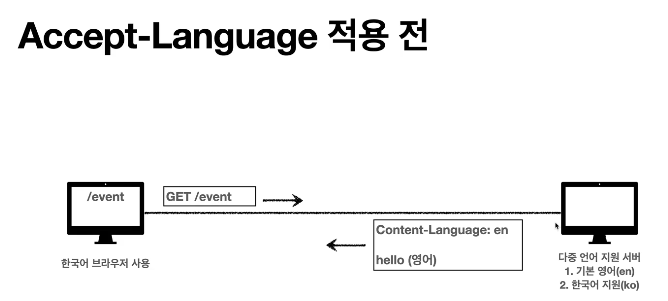 Accept-Language 적용 전
/event
GET /event
Content-Language: en
hello (영어)
한국어 브라우저 사용
다중 언어 지원 서버
1. 기본 영어(en)
2. 한국어 지원(ko)